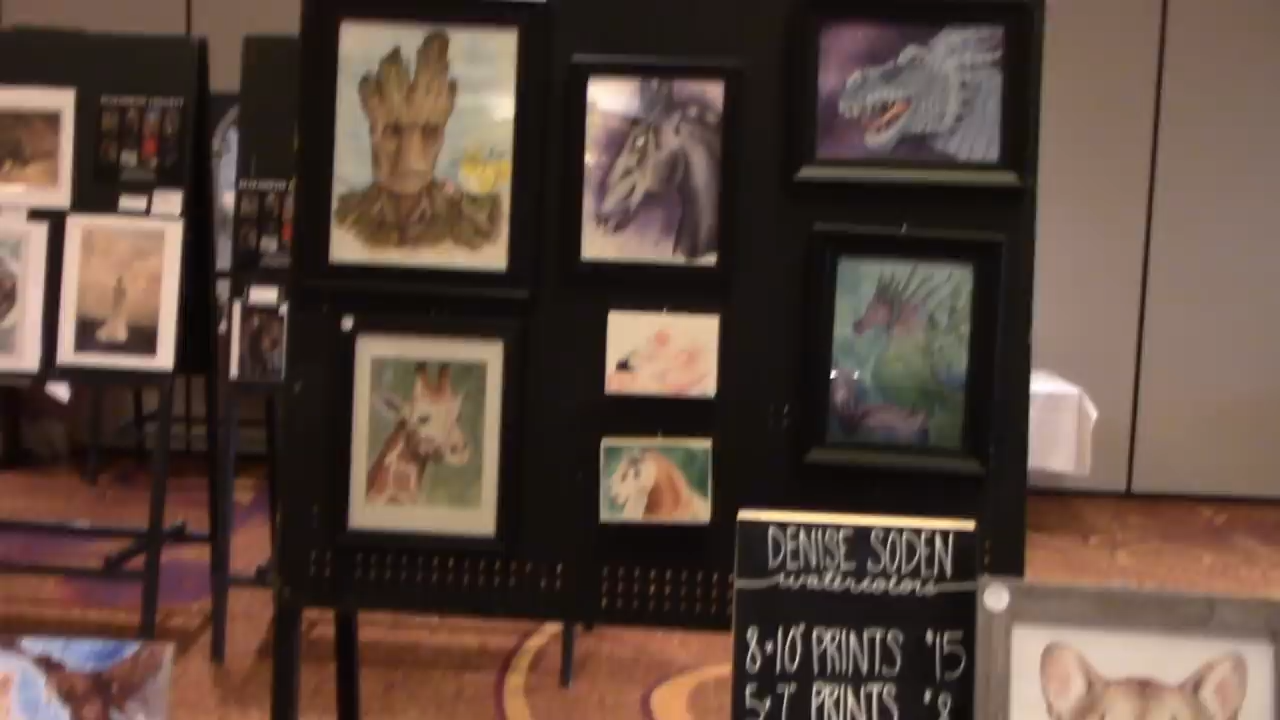 DENISE SODEN
watercolors
8×10" PRINTS $15
5×7" PRINTS $8